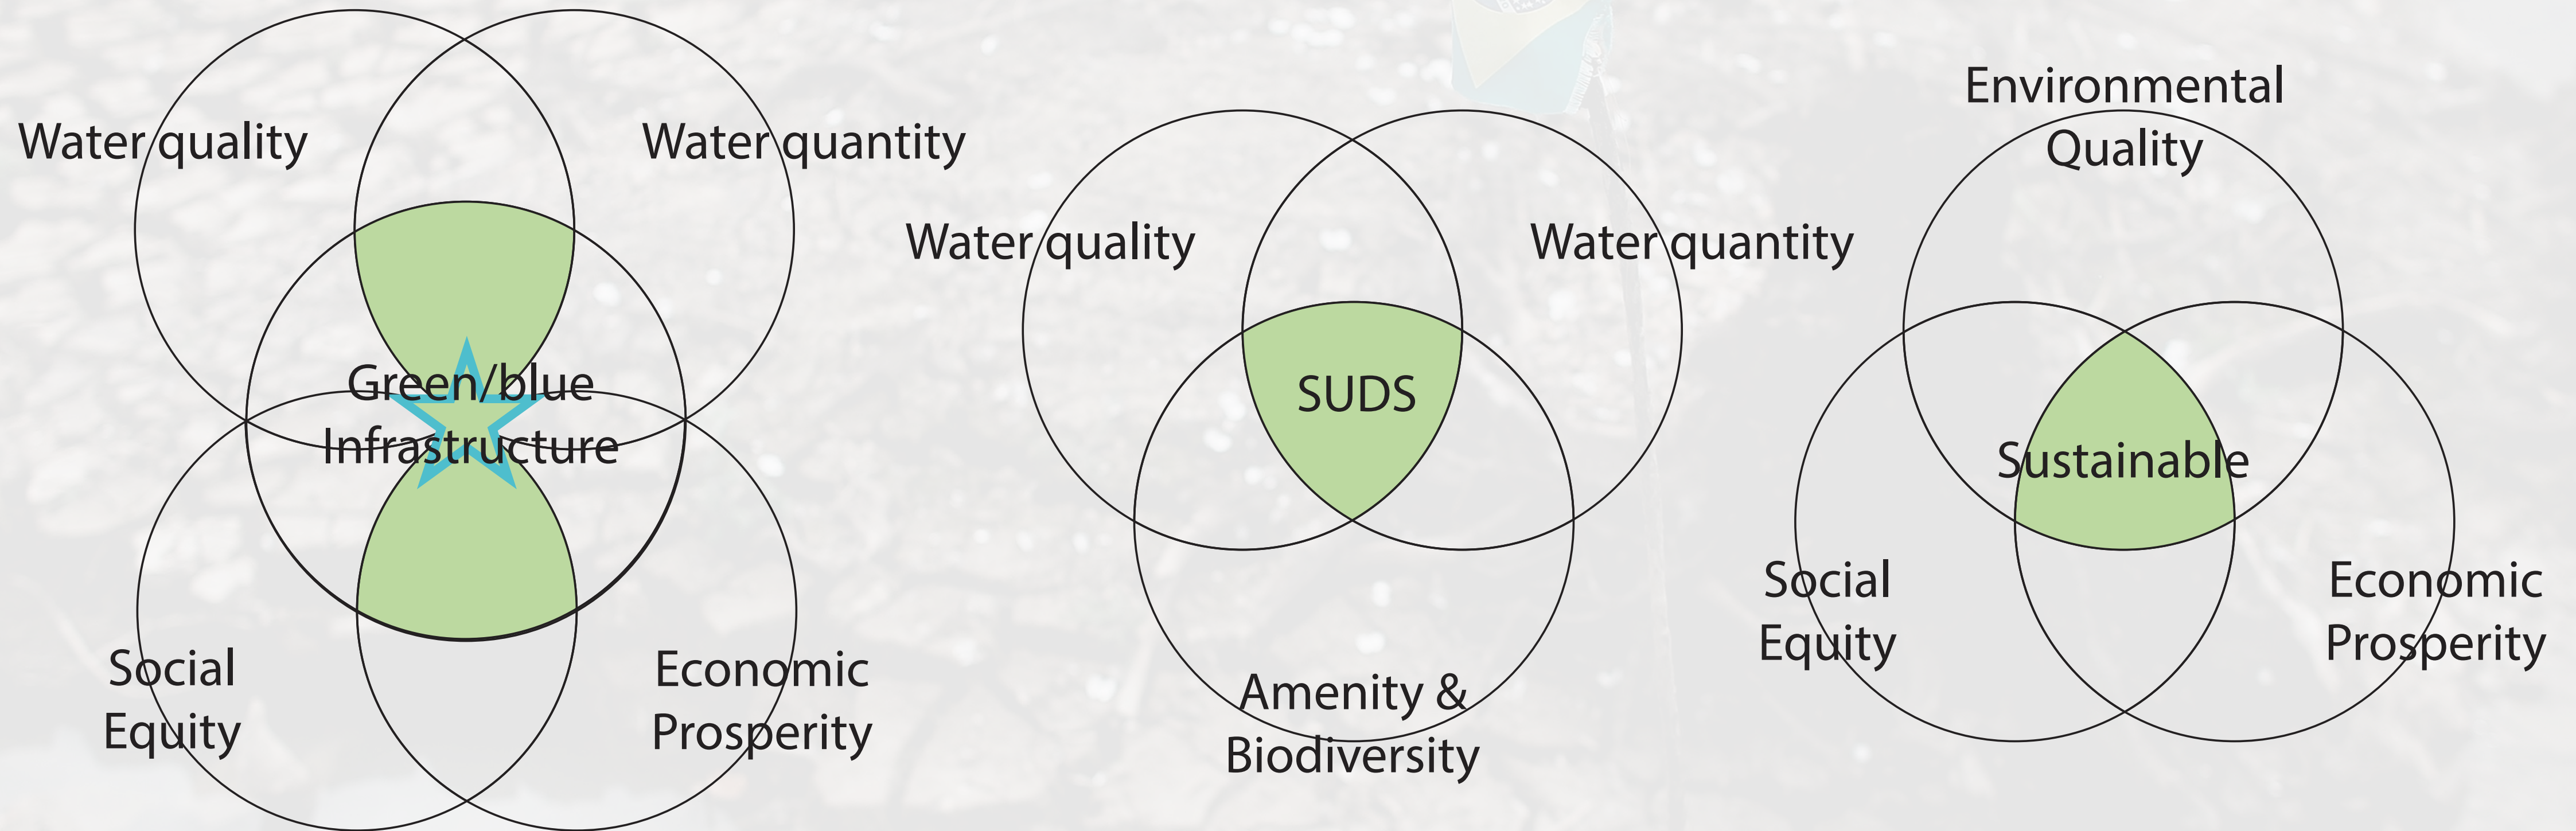 Water quality
Water quantity
Green/blue
Infrastructure
Social
Equity
Economic
Prosperity
Water quality
Water quantity
SUDS
Amenity &
Biodiversity
Environmental
Quality
Sustainable
Social
Equity
Economic
Prosperity